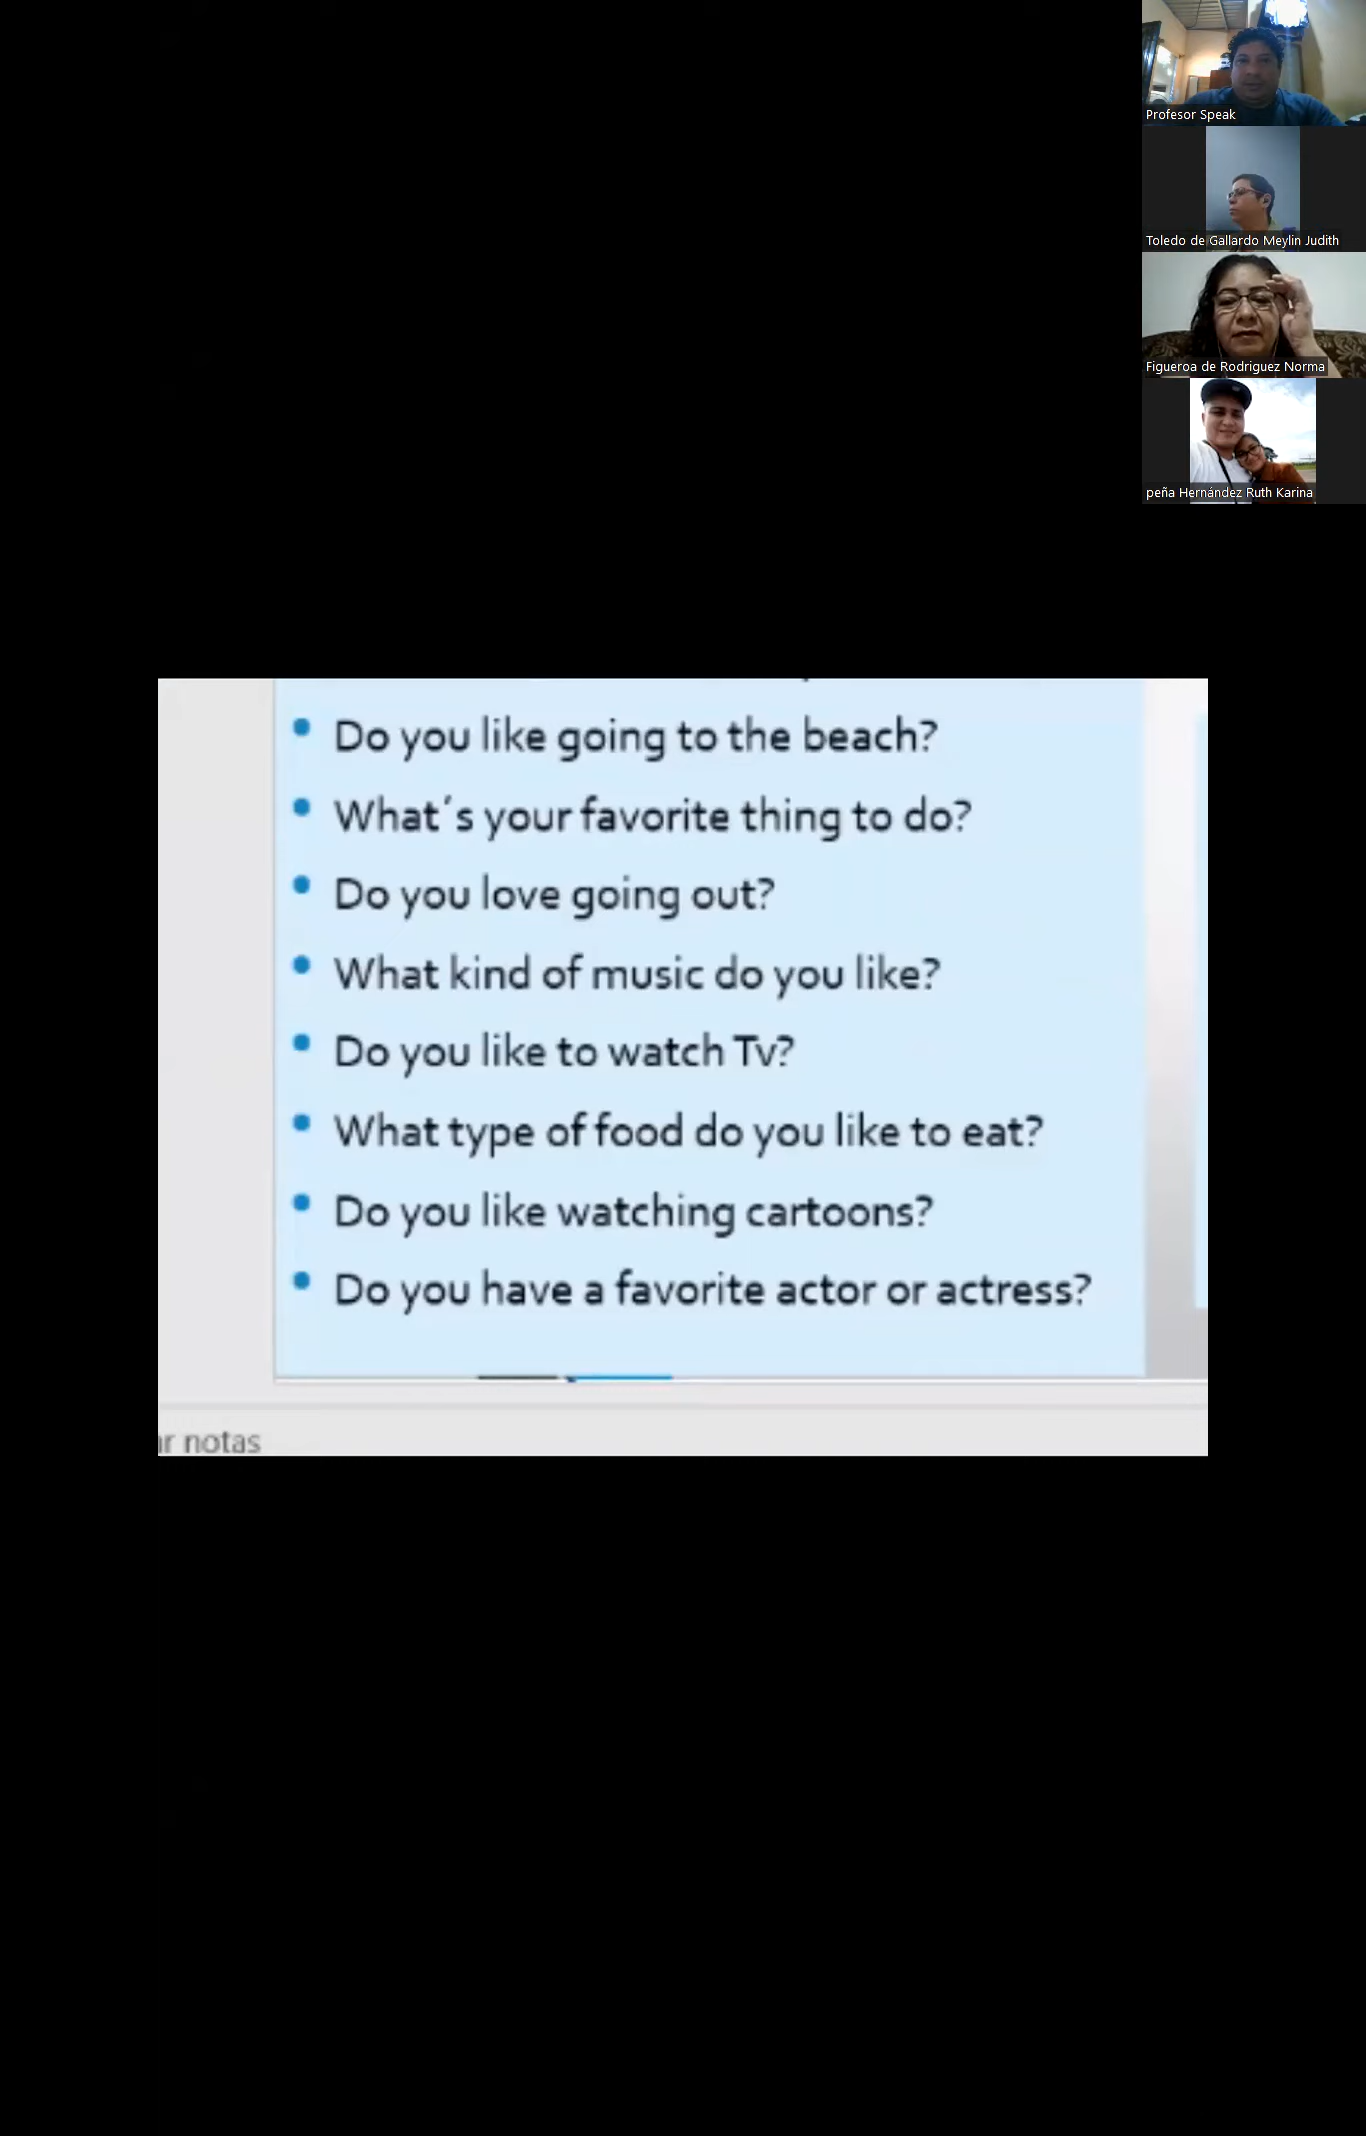 Profesor Speak
Toledo de Gallardo Meylin Judith
Figueroa de Rodriguez Norma
peña Hernández Ruth Karina
Do you like going to the beach?
What´s your favorite thing to do?
Do you love going out?
What kind of music do you like?
Do you like to watch Tv?
What type of food do you like to eat?
Do you like watching cartoons?
Do you have a favorite actor or actress?
notas